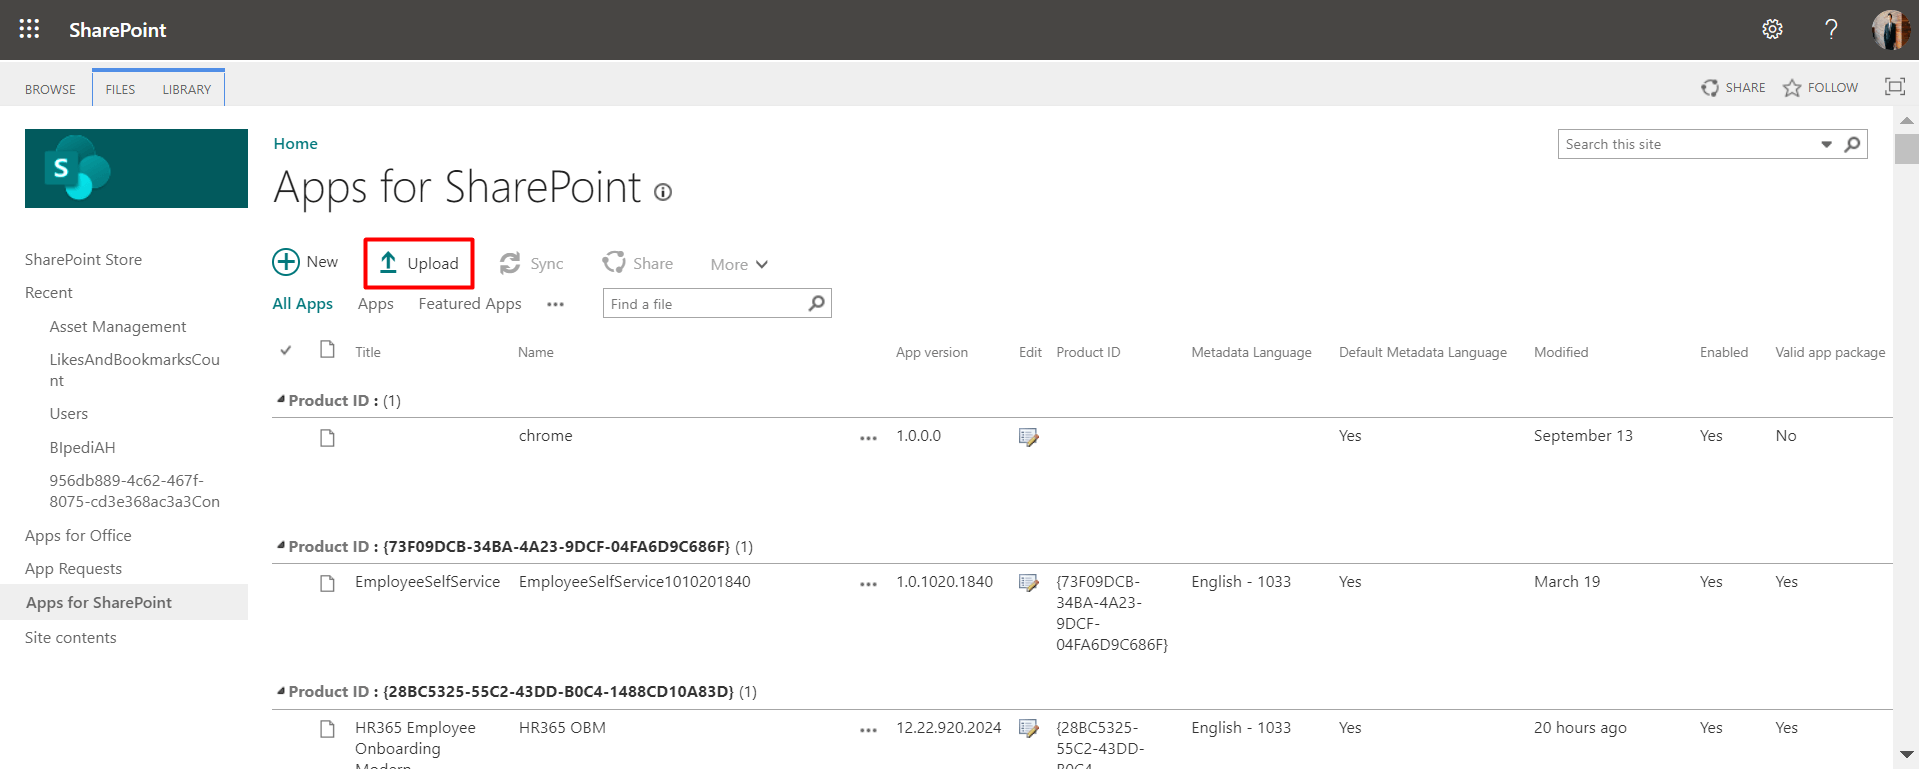 SharePoint
BROWSE FILES LIBRARY SHARE FOLLOW
S
Home
Search this site
Apps for SharePoint
New Upload Sync Share More
All Apps Apps Featured Apps ••• Find a file
SharePoint Store
Recent
Asset Management
LikesAndBookmarksCou
nt
Users
BIpediAH
956db889-4c62-467f-
8075-cd3e368ac3a3Con
Apps for Office
App Requests
Apps for SharePoint
Site contents
Title Name App version Edit Product ID Metadata Language Default Metadata Language Modified Enabled Valid app package
Product ID : (1)
chrome ••• 1.0.0.0 Yes September 13 Yes No
Product ID : {73F09DCB-34BA-4A23-9DCF-04FA6D9C686F} (1)
EmployeeSelfService EmployeeSelfService1010201840 ••• 1.0.1020.1840 {73F09DCB- English - 1033 Yes March 19 Yes Yes
34BA-4A23-
9DCF-
04FA6D9C686F}
Product ID : {28BC5325-55C2-43DD-B0C4-1488CD10A83D} (1)
HR365 Employee HR365 OBM ••• 12.22.920.2024 {28BC5325- English - 1033 Yes 20 hours ago Yes Yes
Onboarding 55C2-43DD-
Modern B0C4-